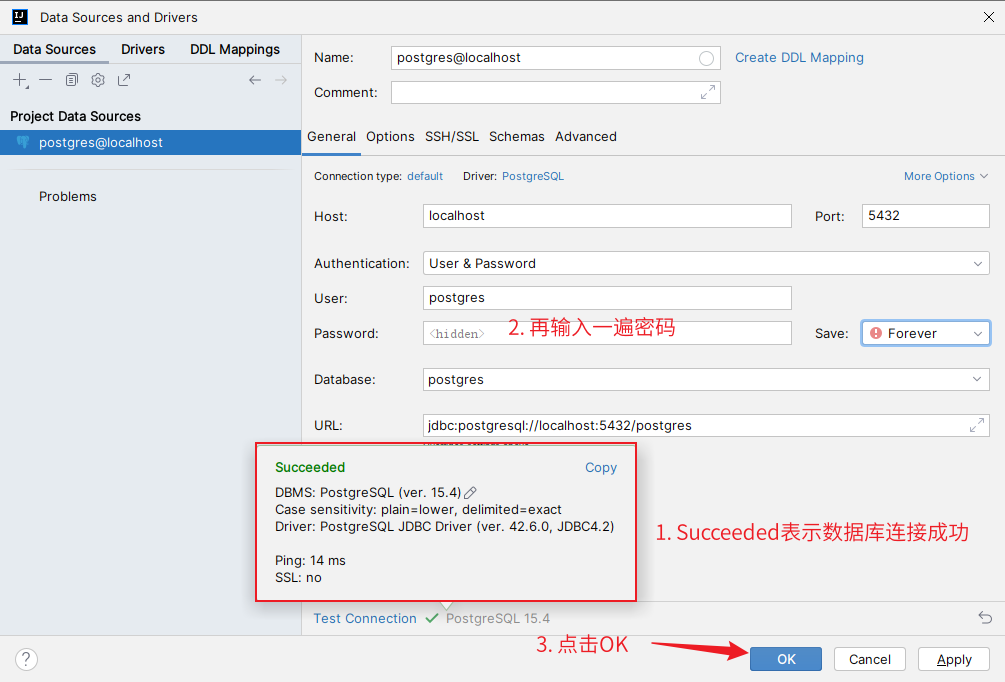 Data Sources and Drivers
Data Sources Drivers DDL Mappings
Project Data Sources
postgres@localhost
Problems
Name: postgres@localhost Create DDL Mapping
Comment:
General Options SSH/SSL Schemas Advanced
Connection type: default Driver: PostgreSQL More Options
Host: localhost Port: 5432
Authentication: User & Password
User: postgres
Password: <hidden> 2. 再输入一遍密码 Save: Forever
Database: postgres
URL: jdbc:postgresql://localhost:5432/postgres
Succeeded Copy
DBMS: PostgreSQL (ver. 15.4)
Case sensitivity: plain=lower, delimited=exact
Driver: PostgreSQL JDBC Driver (ver. 42.6.0, JDBC4.2)
Ping: 14 ms
SSL: no
1. Succeeded表示数据库连接成功
Test Connection PostgreSQL 15.4
3. 点击OK
? OK Cancel Apply